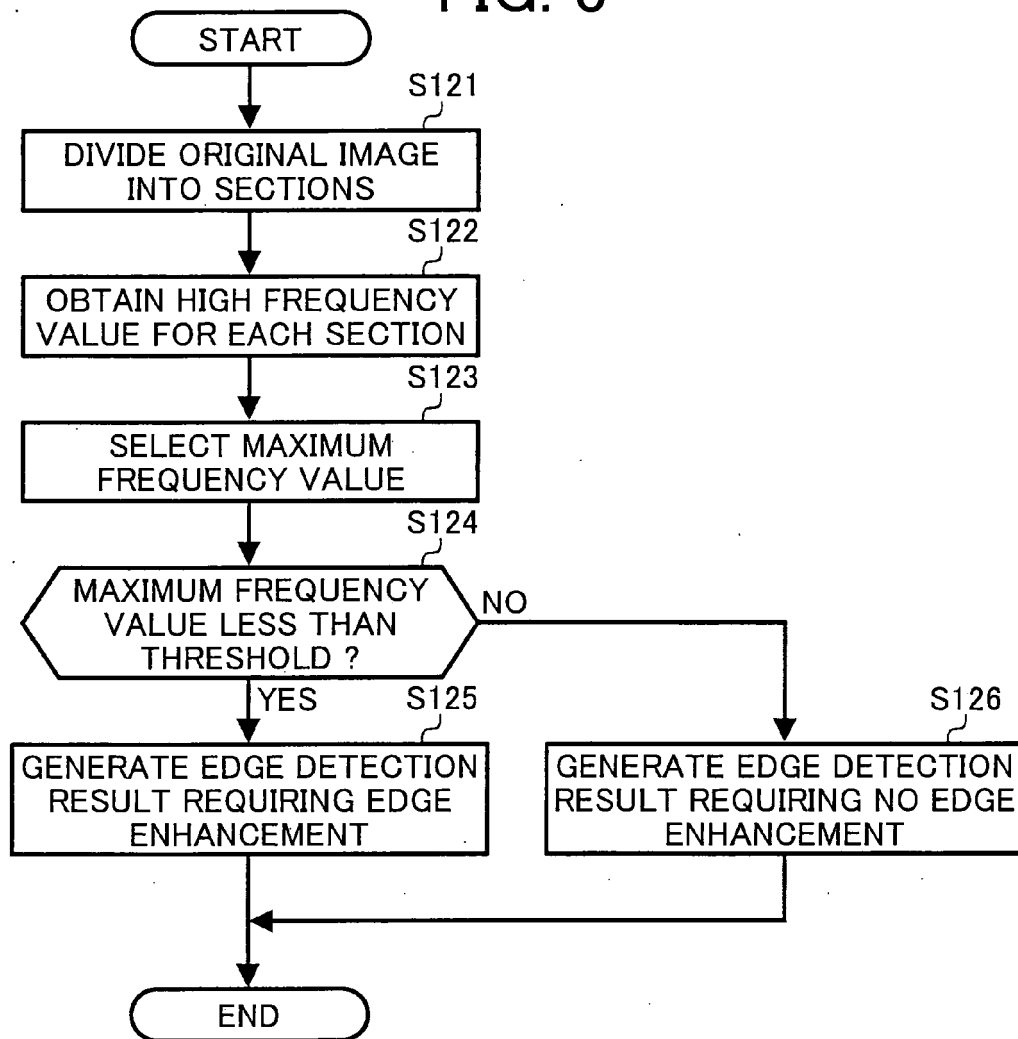 FIG.
START
S121
DIVIDE ORIGINAL IMAGE
INTO SECTIONS
S122
OBTAIN HIGH FREQUENCY
VALUE FOR EACH SECTION
S123
SELECT MAXIMUM
FREQUENCY VALUE
S124
MAXIMUM FREQUENCY
VALUE LESS THAN
THRESHOLD ?
NO
YES
S125
GENERATE EDGE DETECTION
RESULT REQUIRING EDGE
ENHANCEMENT
S126
GENERATE EDGE DETECTION
RESULT REQUIRING NO EDGE
ENHANCEMENT
END